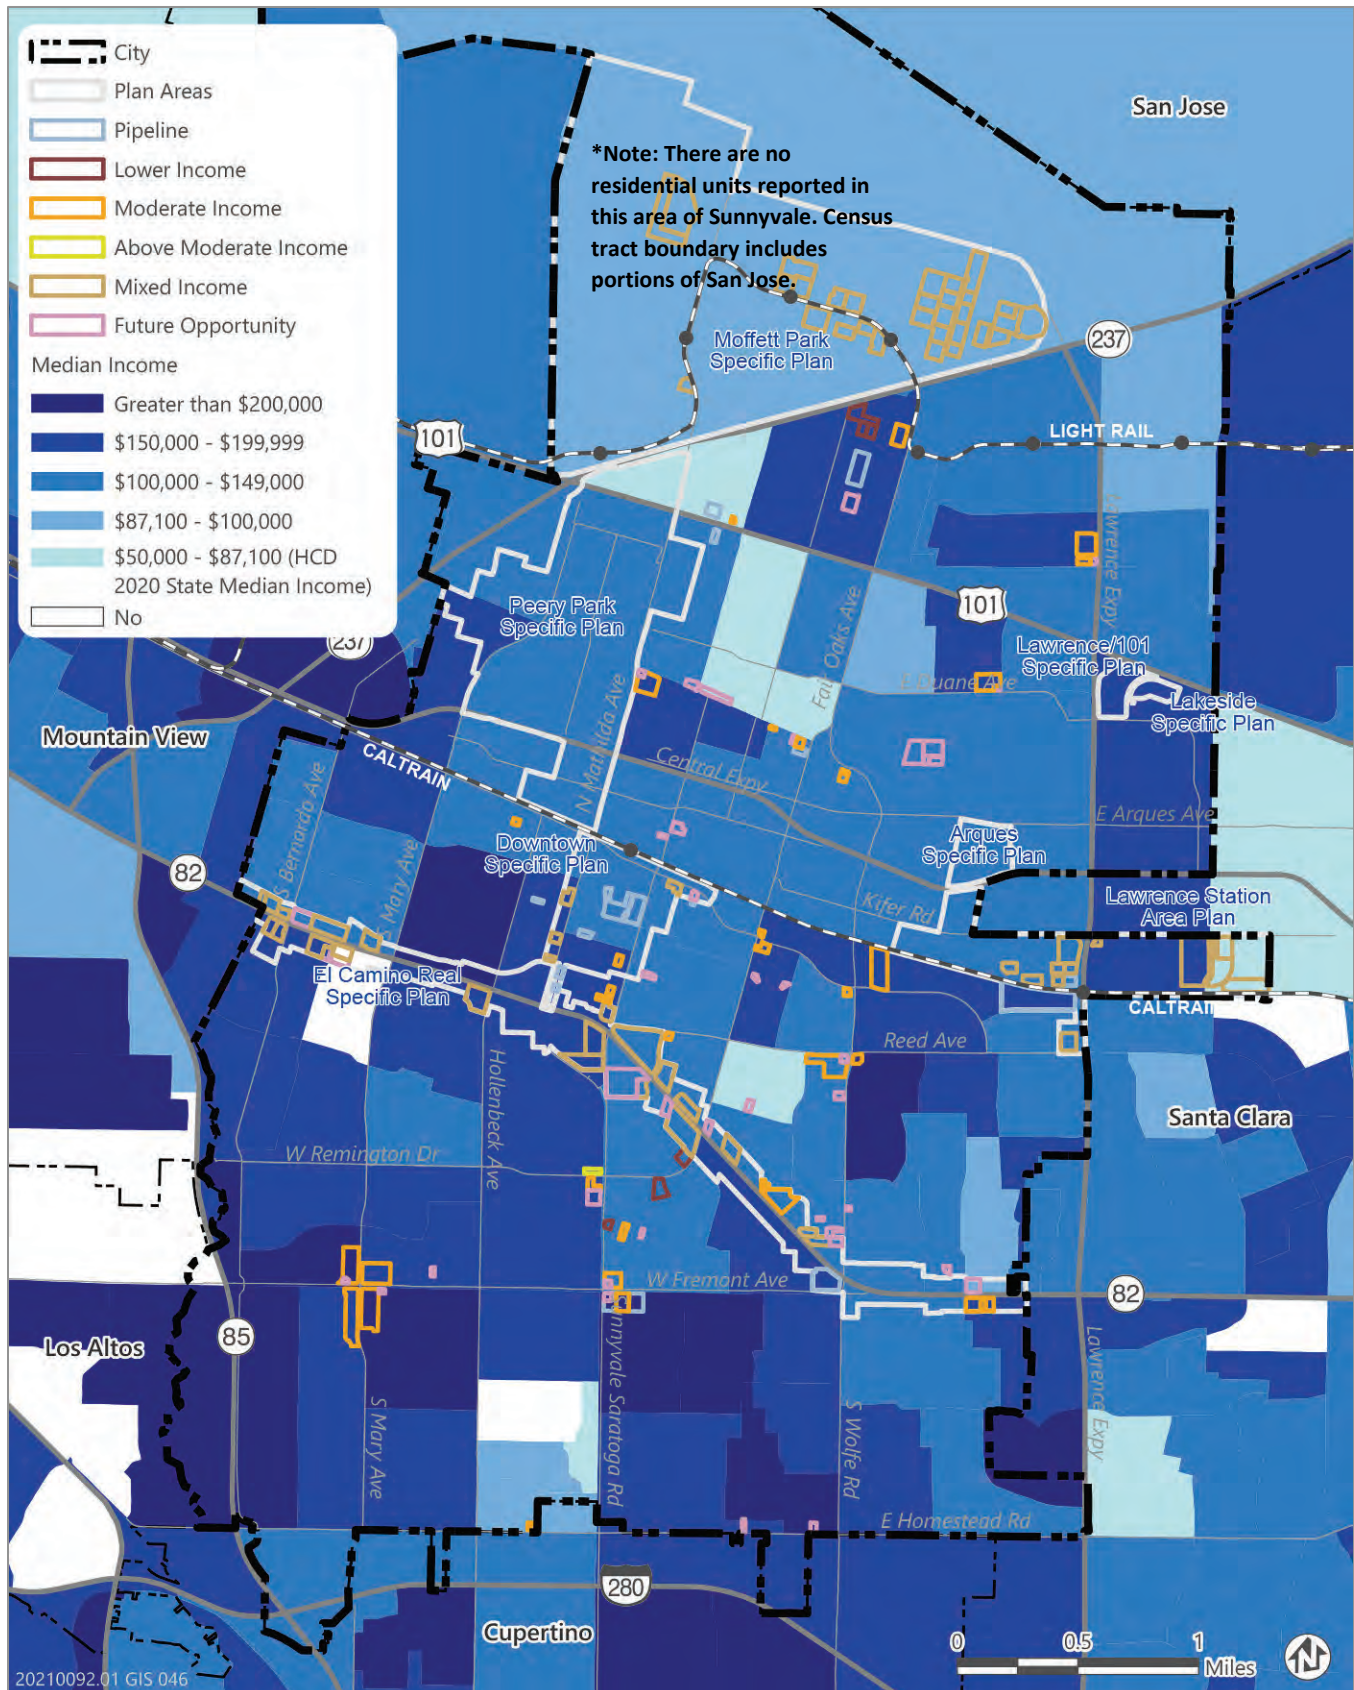 City
Plan Areas
Pipeline
Lower Income
Moderate Income
Above Moderate Income
Mixed Income
Future Opportunity
Median Income
Greater than $200,000
$150,000 - $199,999
$100,000 - $149,000
$87,100 - $100,000
$50,000 - $87,100 (HCD
2020 State Median Income)
No
San Jose
*Note: There are no
residential units reported in
this area of Sunnyvale. Census
tract boundary includes
portions of San Jose.
Moffett Park
Specific Plan
237
101
LIGHT RAIL
Lawrence Expy
101
Peery Park
Specific Plan
237
Fair Oaks Ave
Lawrence/101
Specific Plan
E Duane Ave
Lakeside
Specific Plan
Mountain View
CALTRAIN
N Mathilda Ave
Central Expy
S Bernardo Ave
S Mary Ave
E Arques Ave
Downtown
Specific Plan
Arques
Specific Plan
82
Kifer Rd
Lawrence Station
Area Plan
El Camino Real
Specific Plan
CALTRAIN
Reed Ave
Hollenbeck Ave
Santa Clara
W Remington Dr
W Fremont Ave
82
Los Altos
85
S Mary Ave
Sunnyvale Saratoga Rd
S Wolfe Rd
Lawrence Expy
E Homestead Rd
280
Cupertino
0 0.5 1
Miles
N
20210092.01 GIS 046